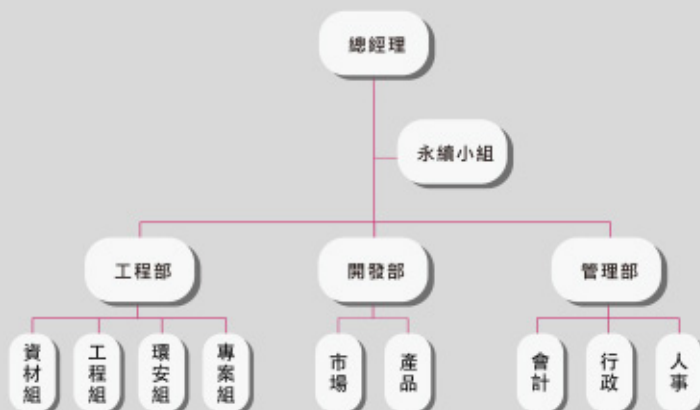 總經理
永續小組
工程部
開發部
管理部
資材組
工程組
環安組
專案組
市場
產品
會計
行政
人事